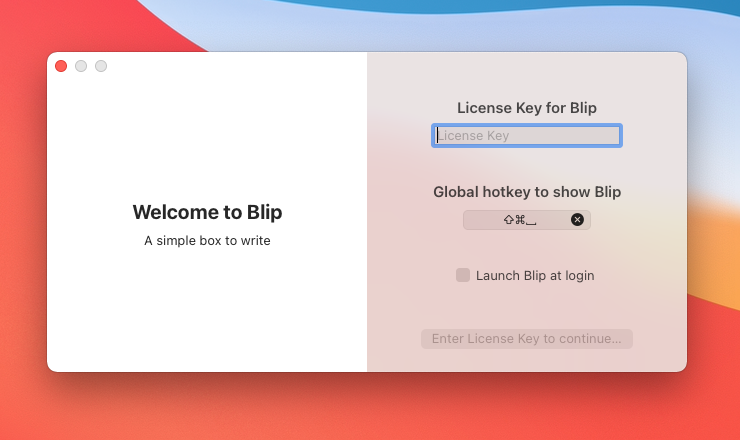 Welcome to Blip
A simple box to write
License Key for Blip
License Key
Global hotkey to show Blip
⇧⌘⎵
Launch Blip at login
Enter License Key to continue...